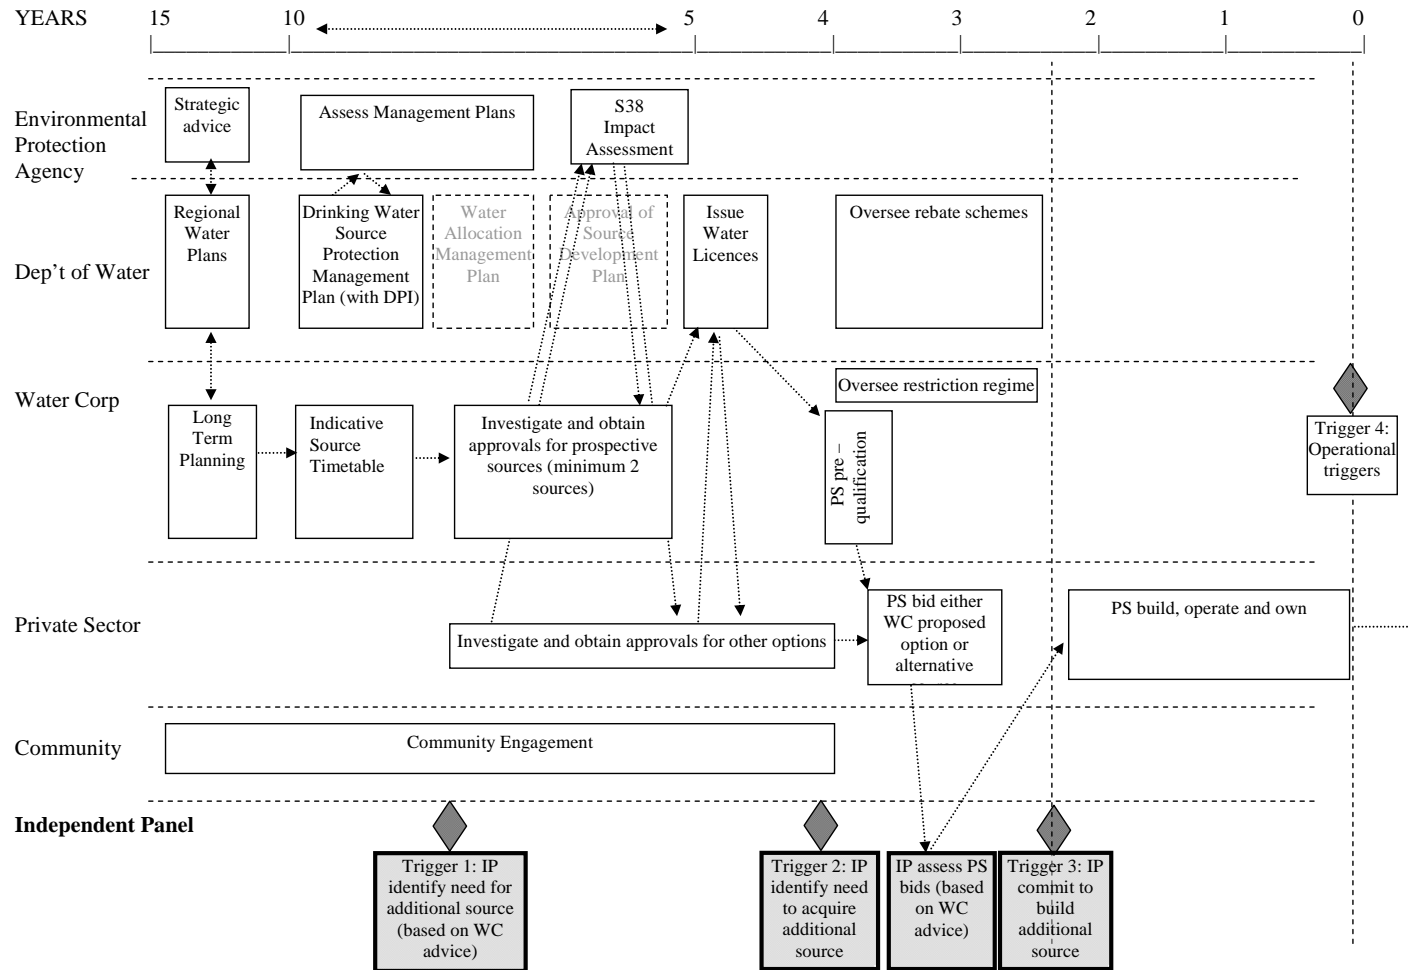 YEARS 15 10 5 4 3 2 1 0
Environmental
Protection
Agency
Strategic
advice
Assess Management Plans
S38
Impact
Assessment
Dep't of Water
Regional
Water
Plans
Drinking Water
Source
Protection
Management
Plan (with DPI)
Water
Allocation
Management
Plan
Approval of
Source
Development
Plan
Issue
Water
Licences
Oversee rebate schemes
Water Corp
Oversee restriction regime
Long
Term
Planning
Indicative
Source
Timetable
Investigate and obtain
approvals for prospective
sources (minimum 2
sources)
PS pre –
qualification
Trigger 4:
Operational
triggers
Private Sector
Investigate and obtain approvals for other options
PS bid either
WC proposed
option or
alternative
PS build, operate and own
Community
Community Engagement
Independent Panel
Trigger 1: IP
identify need for
additional source
(based on WC
advice)
Trigger 2: IP
identify need
to acquire
additional
source
IP assess PS
bids (based
on WC
advice)
Trigger 3: IP
commit to
build
additional
source